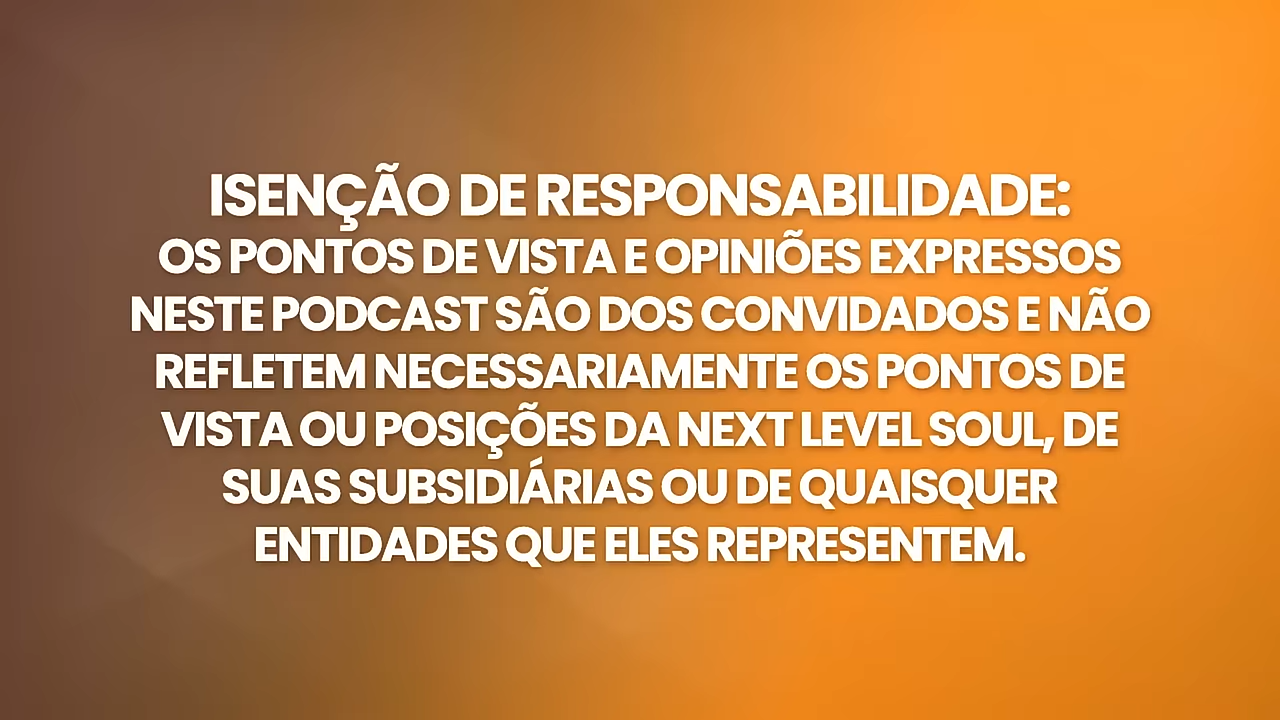 ISENÇÃO DE RESPONSABILIDADE:
OS PONTOS DE VISTA E OPINIÕES EXPRESSOS
NESTE PODCAST SÃO DOS CONVIDADOS E NÃO
REFLETEM NECESSARIAMENTE OS PONTOS DE
VISTA OU POSIÇÕES DA NEXT LEVEL SOUL, DE
SUAS SUBSIDIÁRIAS OU DE QUAISQUER
ENTIDADES QUE ELES REPRESENTEM.